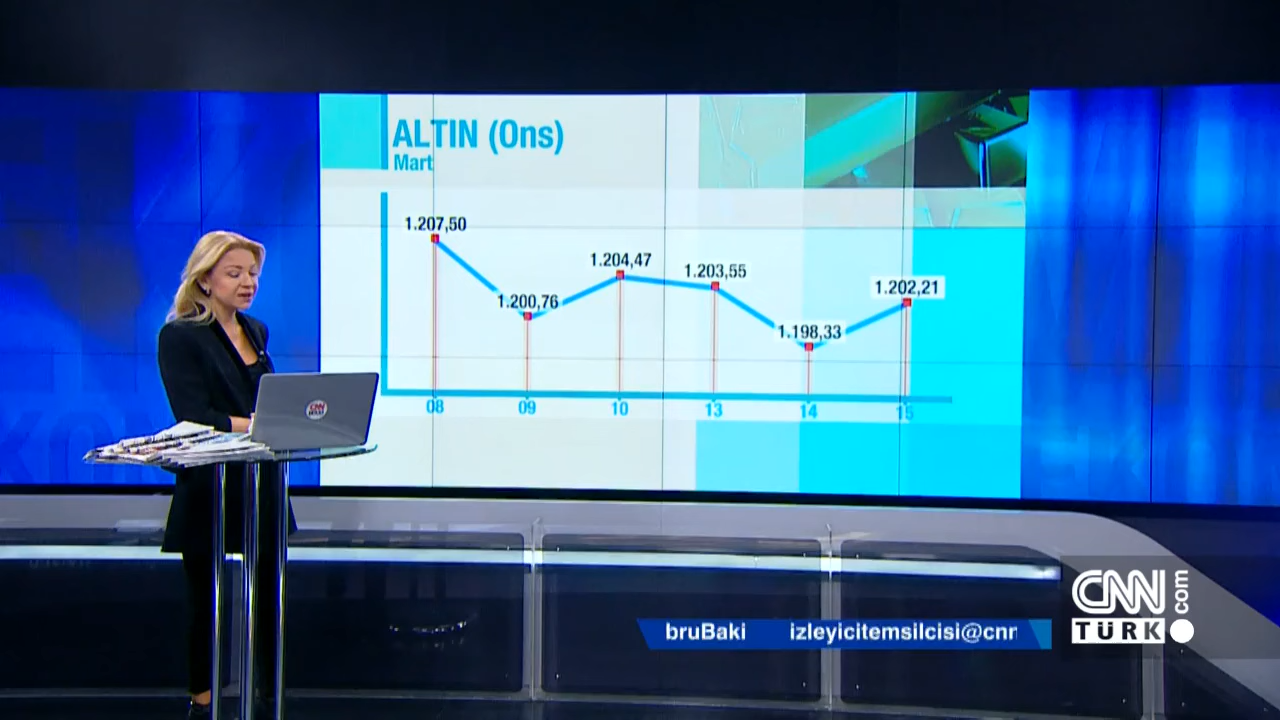 ALTIN (Ons)
Mart
1.207,50
1.200,76
1.204,47
1.203,55
1.198,33
1.202,21
08 09 10 13 14 15
CNN
bruBaki izleyicitemsilcisi@cnn
CNN.com
TÜRK